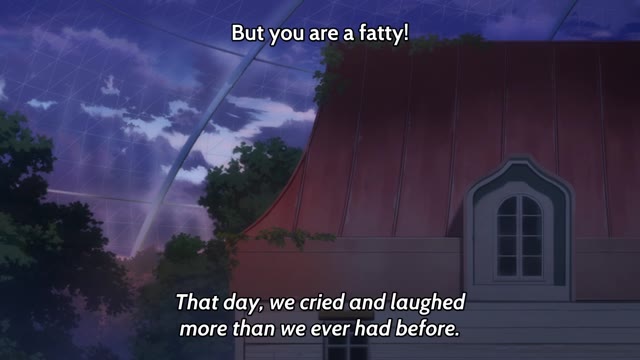 But you are a fatty!
That day, we cried and laughed
more than we ever had before.